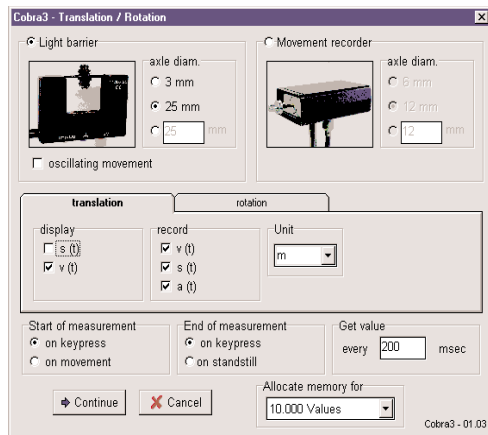 Cobra3 - Translation / Rotation
Light barrier
axle diam.
3 mm
25 mm
25 mm
oscillating movement
Movement recorder
axle diam.
6 mm
12 mm
12 mm
translation
rotation
display
s (t)
v (t)
record
v (t)
s (t)
a (t)
Unit
m
Start of measurement
on keypress
on movement
End of measurement
on keypress
on standstill
Get value
every 200 msec
Continue
Cancel
Allocate memory for
10.000 Values
Cobra3 - 01.03